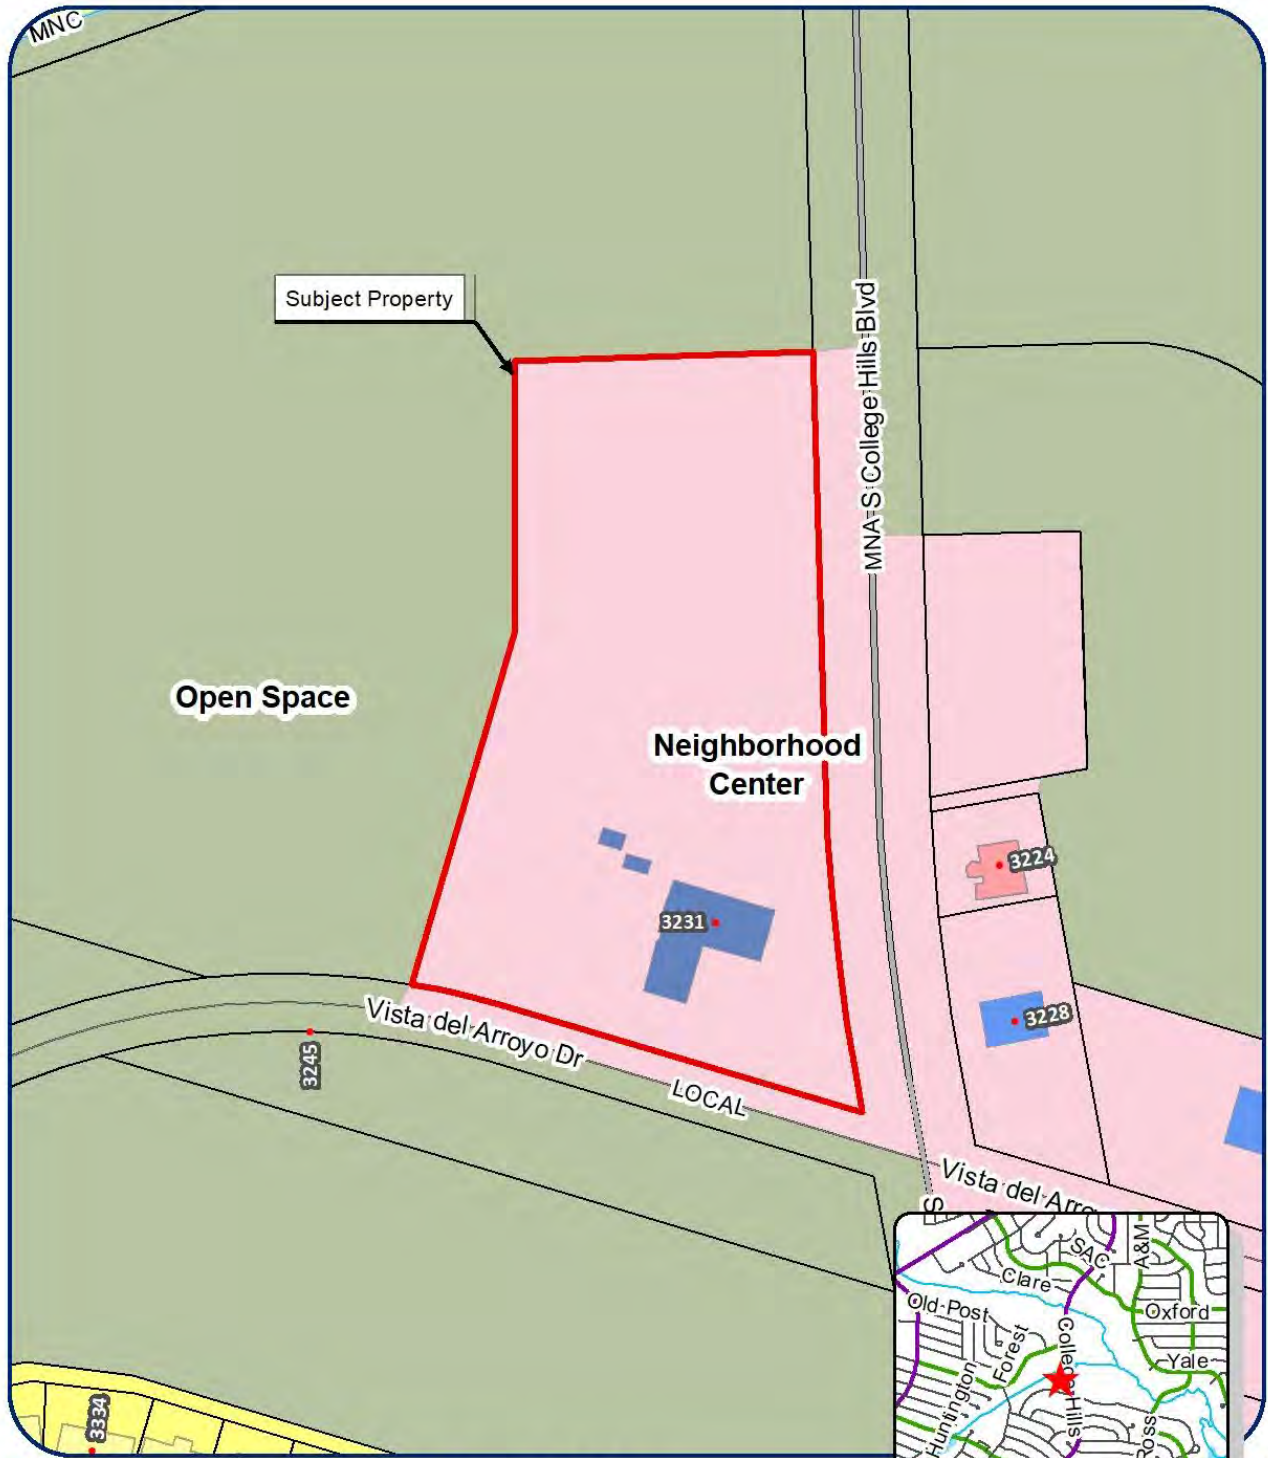 MNC
Subject Property
MNA S College Hills Blvd
Open Space
Neighborhood
Center
3224
3231
3228
Vista del Arroyo Dr
3245
LOCAL
Vista del Arro
S
SAC
A&M
Clare
Old Post
Oxford
Forest
College Hills
Yale
Huntington
Ross
3334